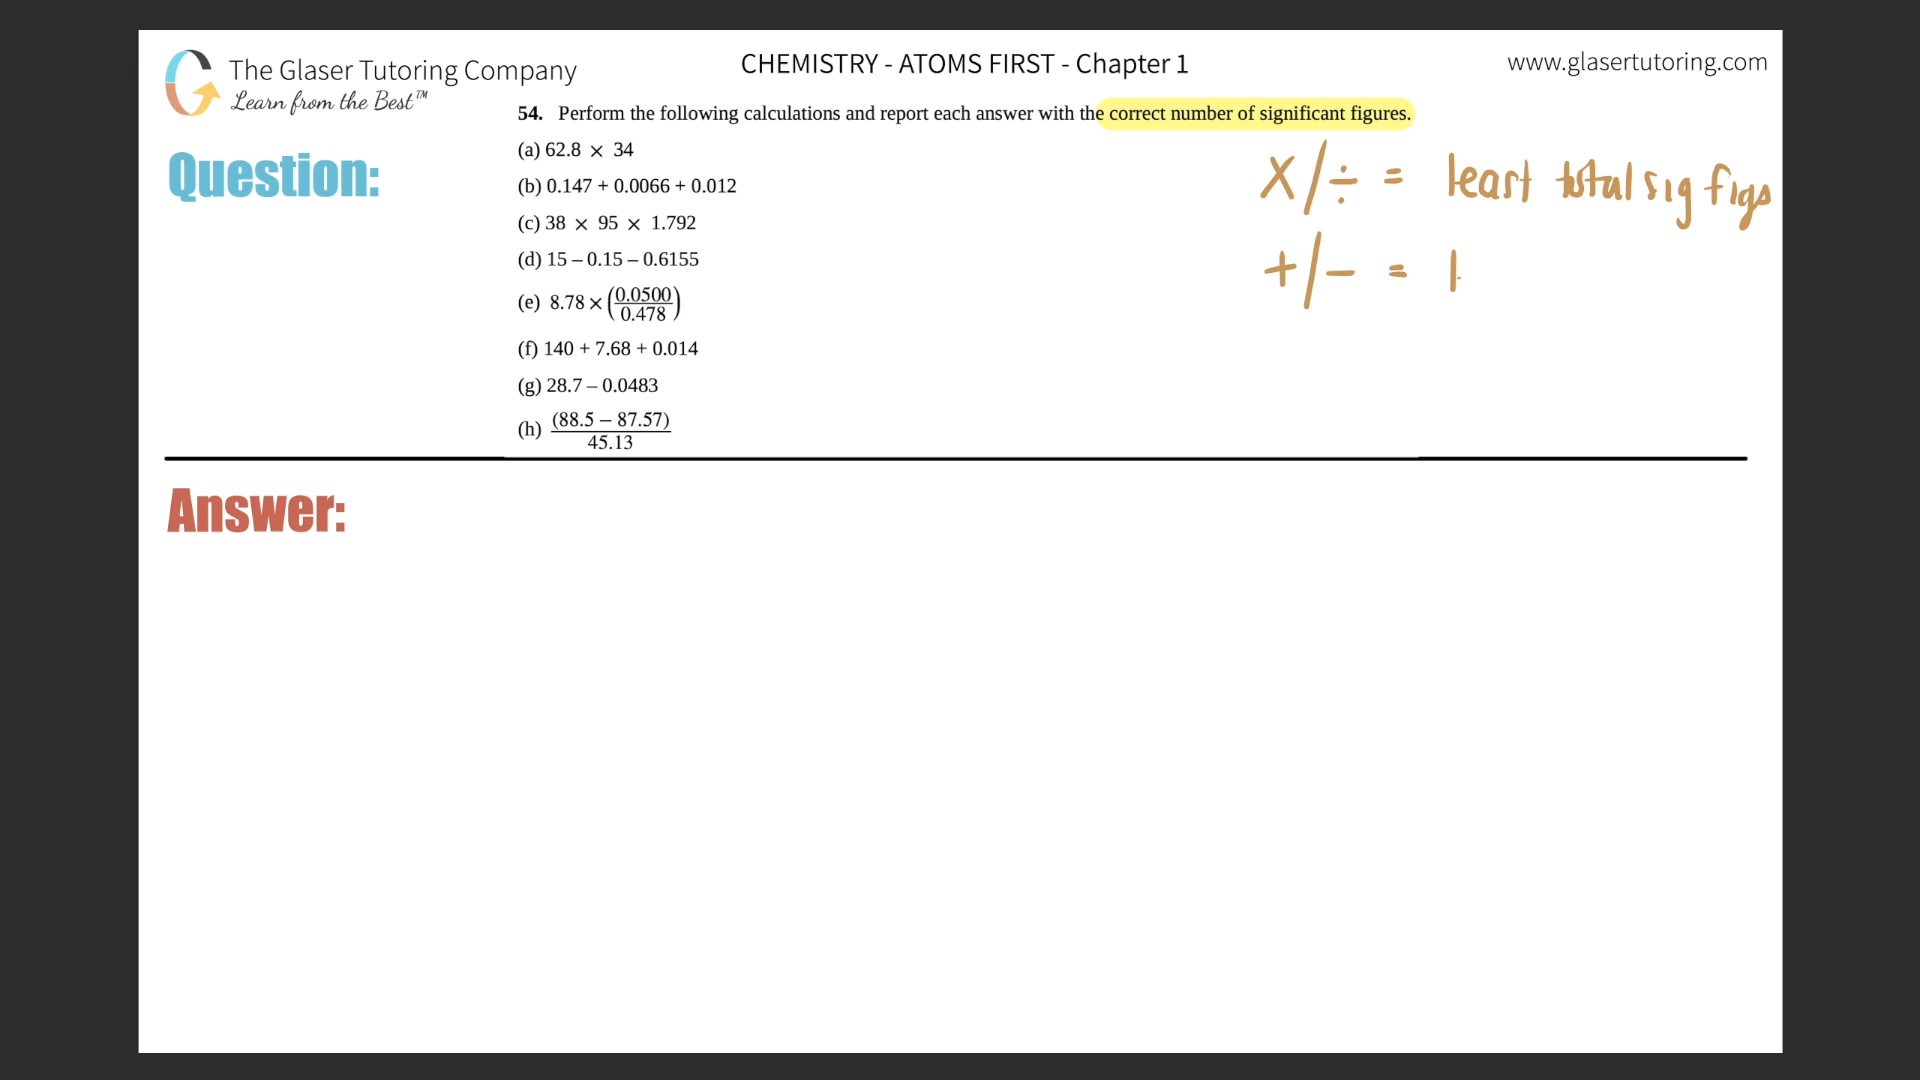 The Glaser Tutoring Company
Learn from the Best™
CHEMISTRY - ATOMS FIRST - Chapter 1
www.glasertutoring.com
Question:
54. Perform the following calculations and report each answer with the correct number of significant figures.
(a) 62.8 × 34
(b) 0.147 + 0.0066 + 0.012
(c) 38 × 95 × 1.792
(d) 15 – 0.15 – 0.6155
(e) 8.78 × (0.0500/0.478)
(f) 140 + 7.68 + 0.014
(g) 28.7 – 0.0483
(h) (88.5 – 87.57)/45.13
X/÷ = least total sig figs
+/− = l
Answer: